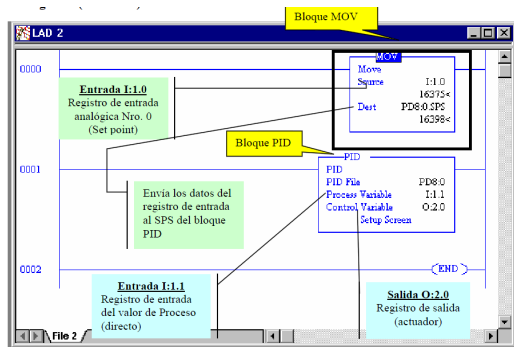 Bloque MOV
LAD 2
0000
MOV
Move
Source I:1.0
16375<
Dest PD8:0.SPS
16398<
Entrada I:1.0
Registro de entrada
analógica Nro. 0
(Set point)
Bloque PID
0001
PID
PID
PID File PD8:0
Process Variable I:1.1
Control Variable O:2.0
Setup Screen
Envia los datos del
registro de entrada
al SPS del bloque
PID
0002
END
Entrada I:1.1
Registro de entrada
del valor de Proceso
(directo)
Salida O:2.0
Registro de salida
(actuador)
File 2